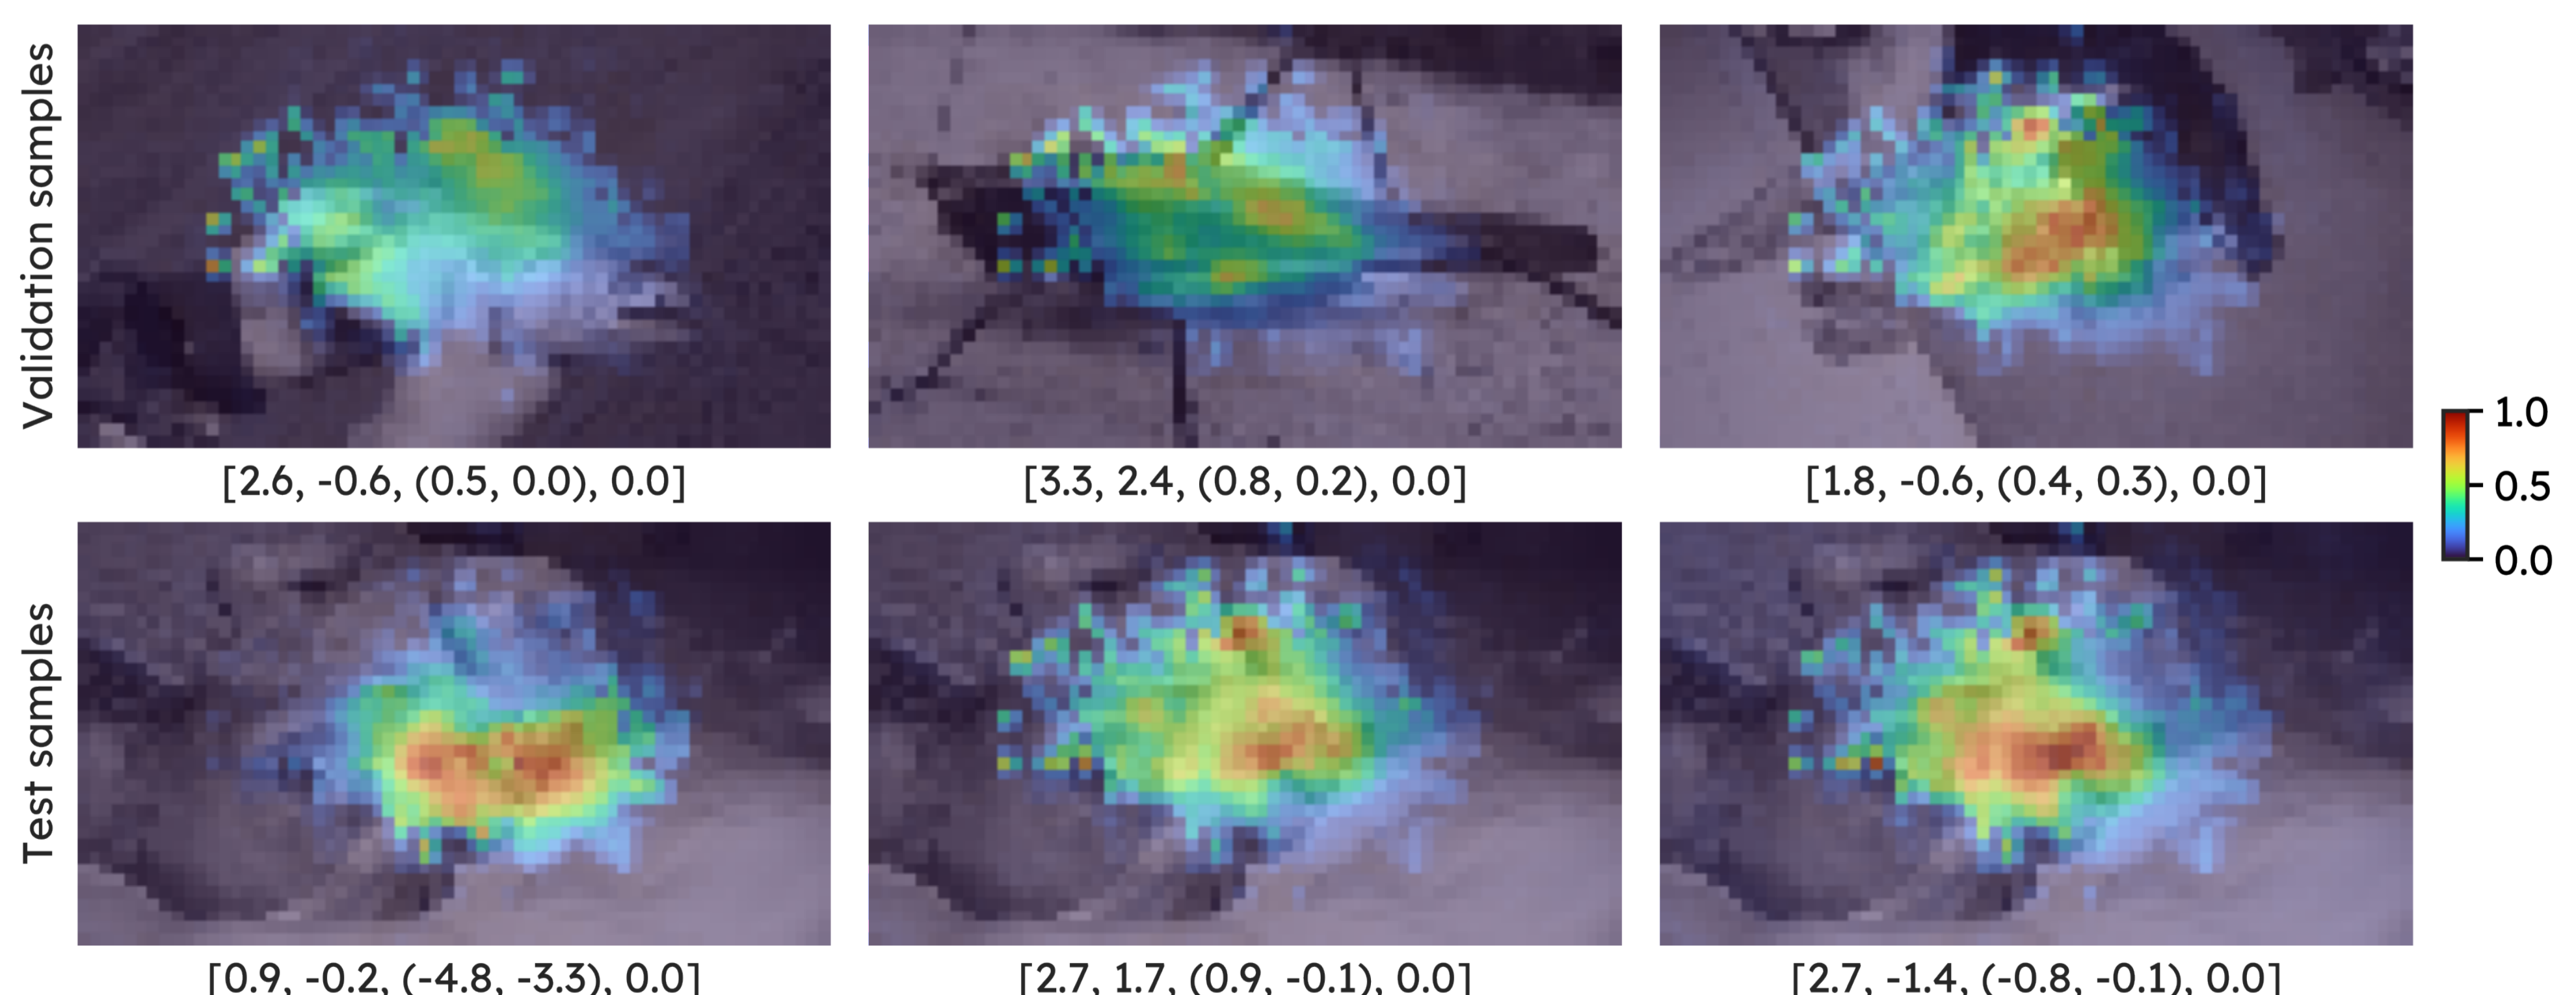 Validation samples
[2.6, -0.6, (0.5, 0.0), 0.0]
[3.3, 2.4, (0.8, 0.2), 0.0]
[1.8, -0.6, (0.4, 0.3), 0.0]
1.0
0.5
0.0
Test samples
[0.9, -0.2, (-4.8, -3.3), 0.0]
[2.7, 1.7, (0.9, -0.1), 0.0]
[2.7, -1.4, (-0.8, -0.1), 0.0]